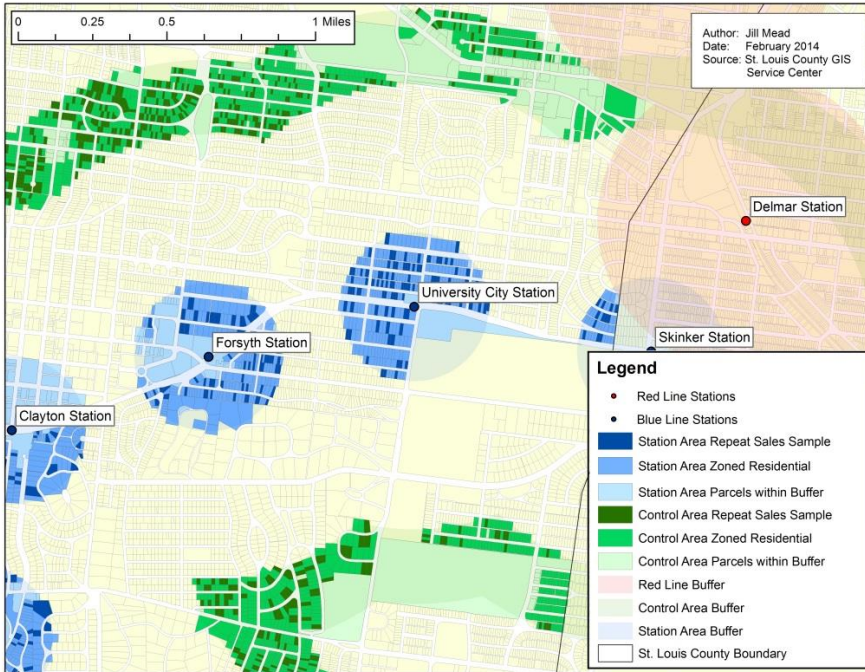 0 0.25 0.5 1 Miles
Author: Jill Mead
Date: February 2014
Source: St. Louis County GIS
Service Center
Delmar Station
University City Station
Skinker Station
Forsyth Station
Clayton Station
Legend
Red Line Stations
Blue Line Stations
Station Area Repeat Sales Sample
Station Area Zoned Residential
Station Area Parcels within Buffer
Control Area Repeat Sales Sample
Control Area Zoned Residential
Control Area Parcels within Buffer
Red Line Buffer
Control Area Buffer
Station Area Buffer
St. Louis County Boundary